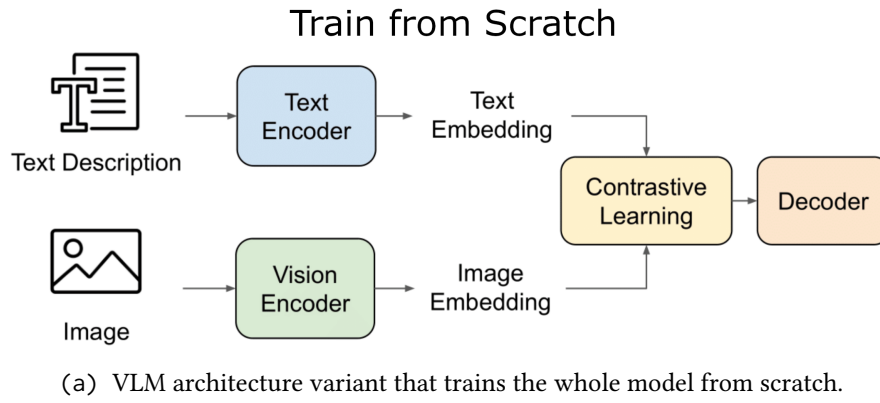 Train from Scratch
Text Description
Text
Encoder
Text
Embedding
Contrastive
Learning
Decoder
Image
Vision
Encoder
Image
Embedding
(a) VLM architecture variant that trains the whole model from scratch.